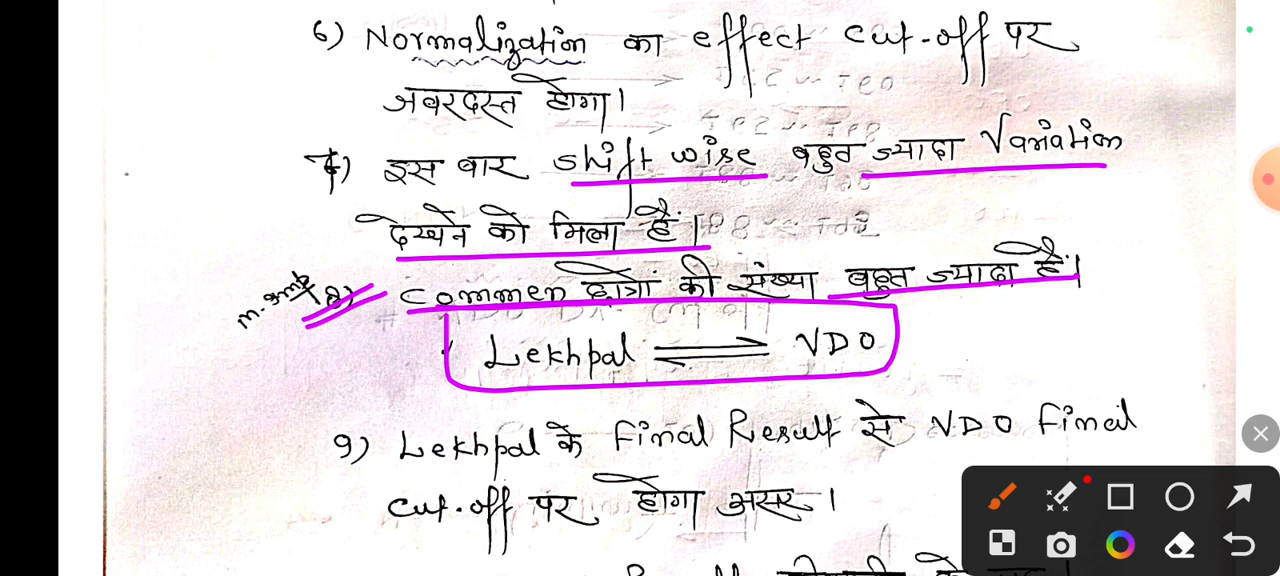 6) Normalization का effect cut-off पर
जबरदस्त होगा।
7) इस बार shift wise बहुत ज्यादा Variation
देखने को मिला है।
m.imp 8) Commen छात्रों की संख्या बहुत ज्यादा है।
Lekhpal ⇌ VDO
9) Lekhpal के Final Result से VDO Final
cut-off पर होगा असर।